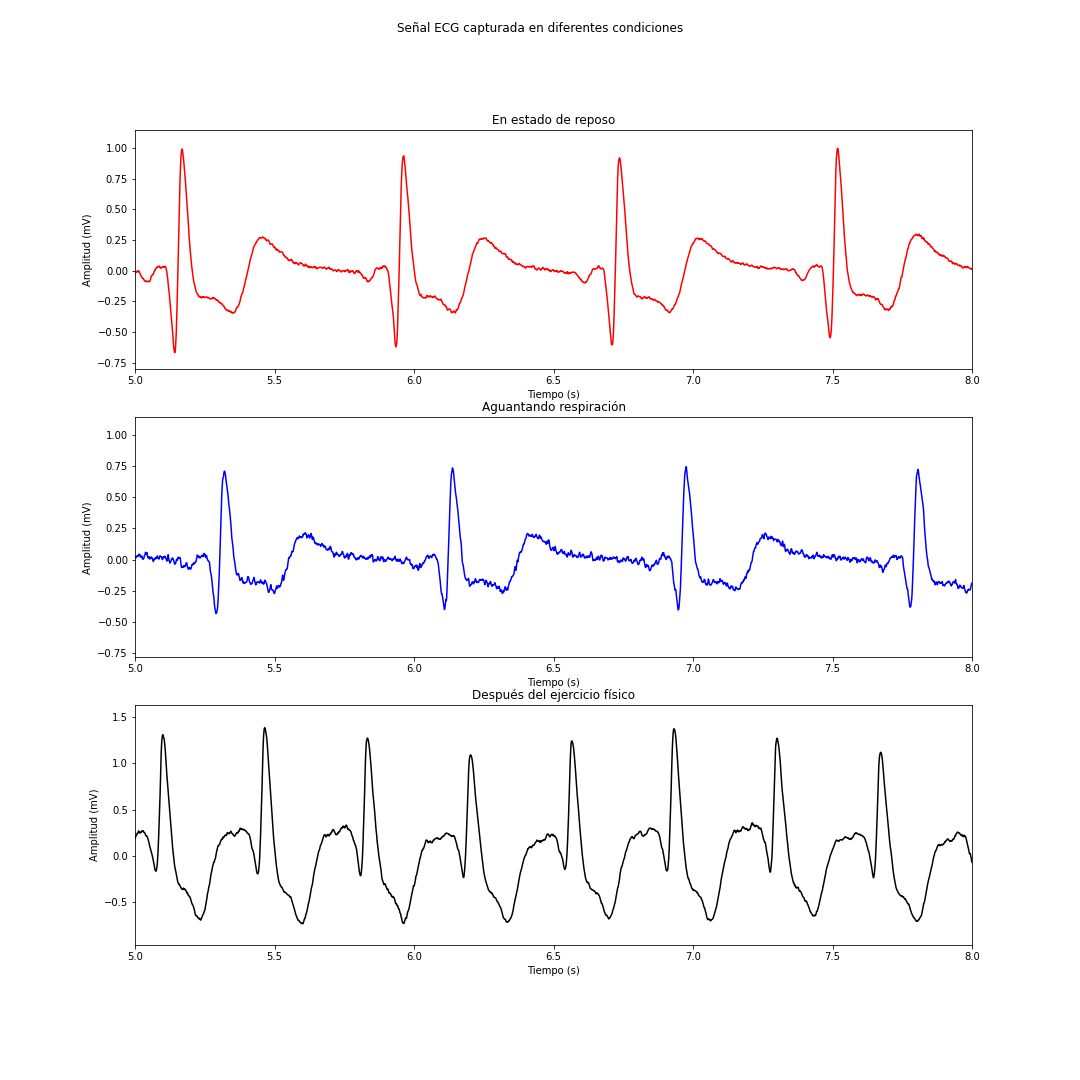 Señal ECG capturada en diferentes condiciones
En estado de reposo
Amplitud (mV)
1.00
0.75
0.50
0.25
0.00
−0.25
−0.50
−0.75
5.0 5.5 6.0 6.5 7.0 7.5 8.0
Tiempo (s)
Aguantando respiración
Amplitud (mV)
1.00
0.75
0.50
0.25
0.00
−0.25
−0.50
−0.75
5.0 5.5 6.0 6.5 7.0 7.5 8.0
Tiempo (s)
Después del ejercicio físico
Amplitud (mV)
1.5
1.0
0.5
0.0
−0.5
5.0 5.5 6.0 6.5 7.0 7.5 8.0
Tiempo (s)